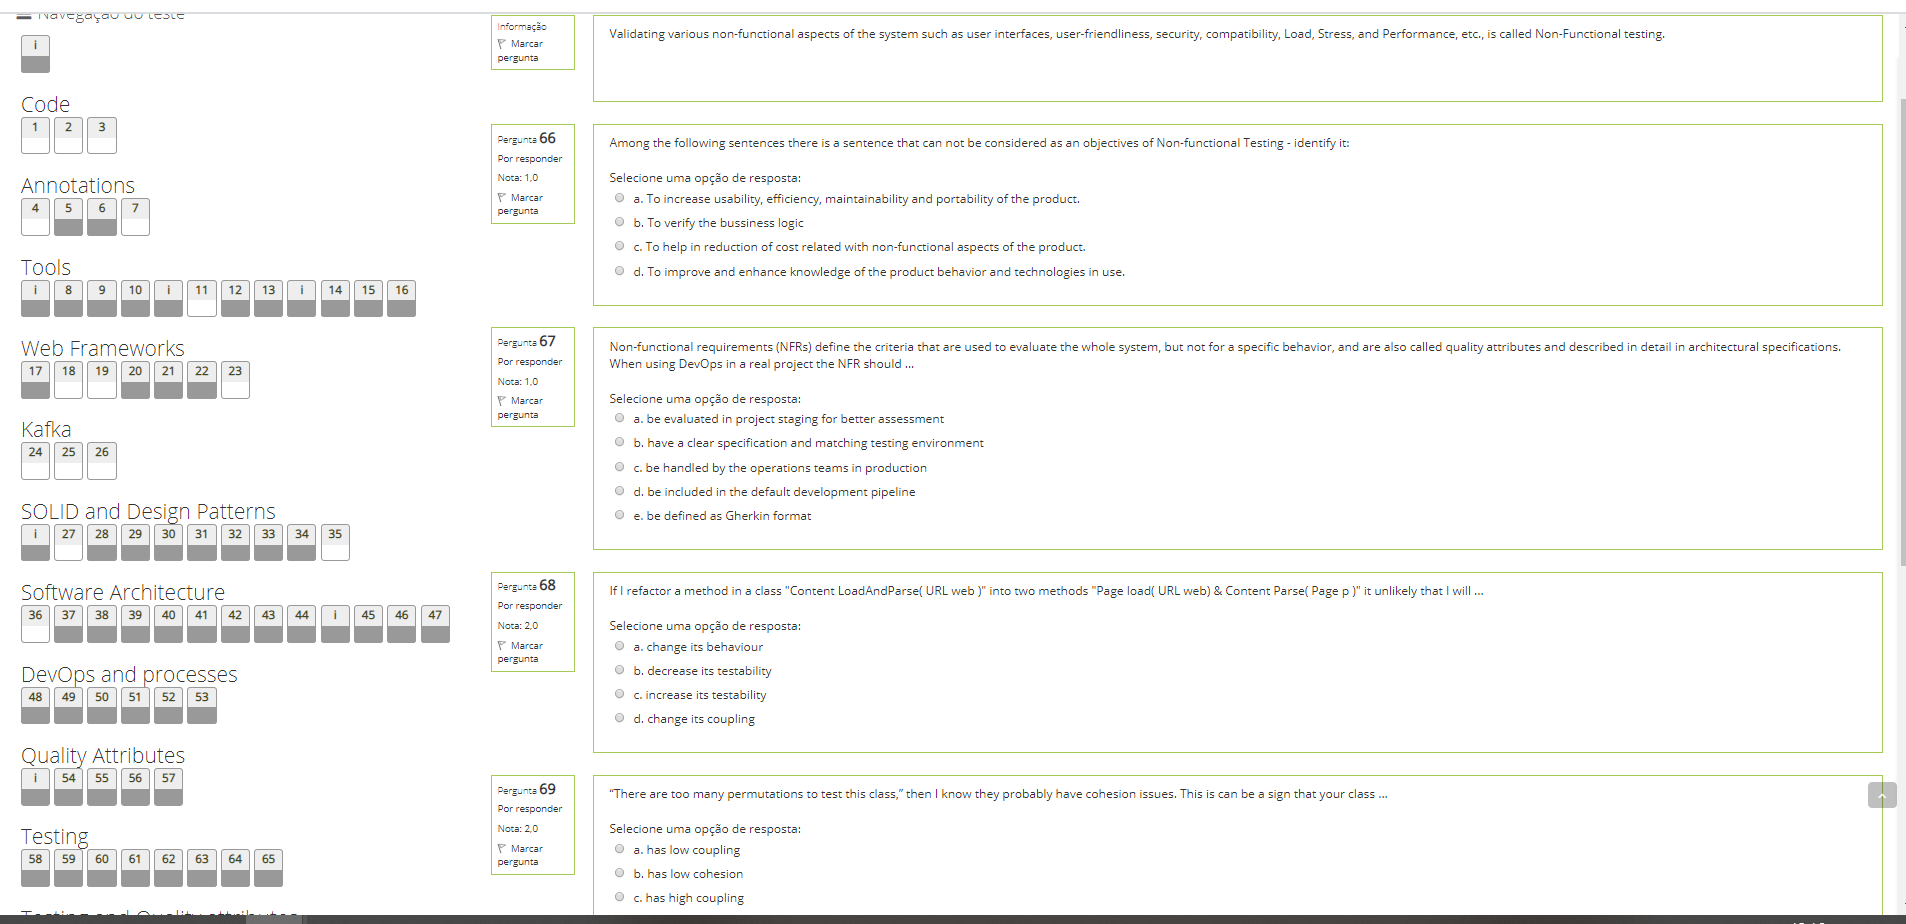 Navegação do teste
i
Code
1 2 3
Annotations
4 5 6 7
Tools
i 8 9 10 i 11 12 13 i 14 15 16
Web Frameworks
17 18 19 20 21 22 23
Kafka
24 25 26
SOLID and Design Patterns
i 27 28 29 30 31 32 33 34 35
Software Architecture
36 37 38 39 40 41 42 43 44 i 45 46 47
DevOps and processes
48 49 50 51 52 53
Quality Attributes
i 54 55 56 57
Testing
58 59 60 61 62 63 64 65
Testing and Quality attributes
Informação
Marcar
pergunta
Validating various non-functional aspects of the system such as user interfaces, user-friendliness, security, compatibility, Load, Stress, and Performance, etc., is called Non-Functional testing.
Pergunta 66
Por responder
Nota: 1,0
Marcar
pergunta
Among the following sentences there is a sentence that can not be considered as an objectives of Non-functional Testing - identify it:
Selecione uma opção de resposta:
a. To increase usability, efficiency, maintainability and portability of the product.
b. To verify the bussiness logic
c. To help in reduction of cost related with non-functional aspects of the product.
d. To improve and enhance knowledge of the product behavior and technologies in use.
Pergunta 67
Por responder
Nota: 1,0
Marcar
pergunta
Non-functional requirements (NFRs) define the criteria that are used to evaluate the whole system, but not for a specific behavior, and are also called quality attributes and described in detail in architectural specifications.
When using DevOps in a real project the NFR should ...
Selecione uma opção de resposta:
a. be evaluated in project staging for better assessment
b. have a clear specification and matching testing environment
c. be handled by the operations teams in production
d. be included in the default development pipeline
e. be defined as Gherkin format
Pergunta 68
Por responder
Nota: 2,0
Marcar
pergunta
If I refactor a method in a class "Content LoadAndParse( URL web )" into two methods "Page load( URL web) & Content Parse( Page p )" it unlikely that I will ...
Selecione uma opção de resposta:
a. change its behaviour
b. decrease its testability
c. increase its testability
d. change its coupling
Pergunta 69
Por responder
Nota: 2,0
Marcar
pergunta
“There are too many permutations to test this class,” then I know they probably have cohesion issues. This is can be a sign that your class ...
Selecione uma opção de resposta:
a. has low coupling
b. has low cohesion
c. has high coupling